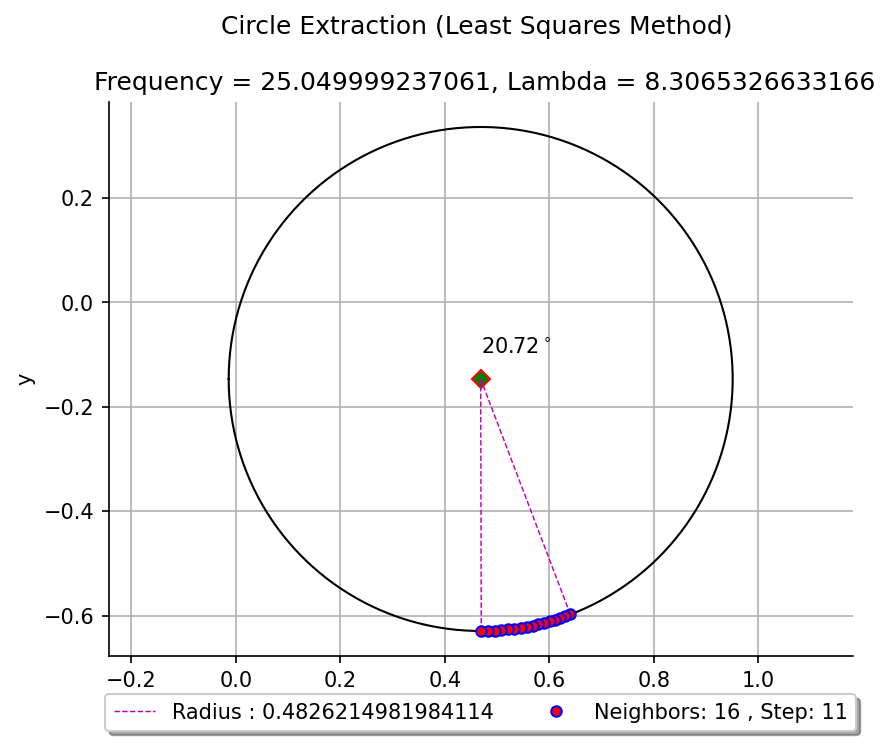 Circle Extraction (Least Squares Method)
Frequency = 25.049999237061, Lambda = 8.3065326633166
0.2
0.0
−0.2
−0.4
−0.6
y
20.72°
−0.2
0.0
0.2
0.4
0.6
0.8
1.0
Radius : 0.4826214981984114
Neighbors: 16 , Step: 11